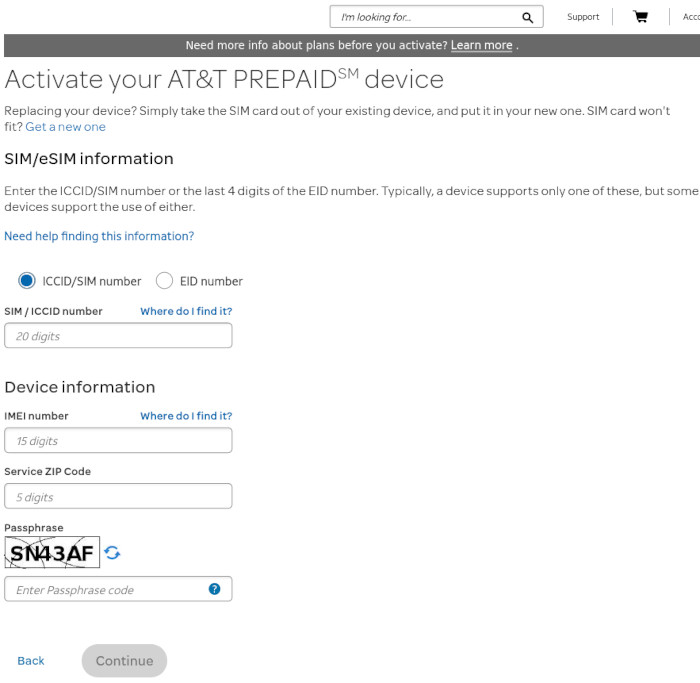 I'm looking for...
Support
Acco
Need more info about plans before you activate? Learn more .
Activate your AT&T PREPAID℠ device
Replacing your device? Simply take the SIM card out of your existing device, and put it in your new one. SIM card won't
fit? Get a new one
SIM/eSIM information
Enter the ICCID/SIM number or the last 4 digits of the EID number. Typically, a device supports only one of these, but some
devices support the use of either.
Need help finding this information?
ICCID/SIM number EID number
SIM / ICCID number Where do I find it?
20 digits
Device information
IMEI number Where do I find it?
15 digits
Service ZIP Code
5 digits
Passphrase
SN43AF
Enter Passphrase code ?
Back Continue